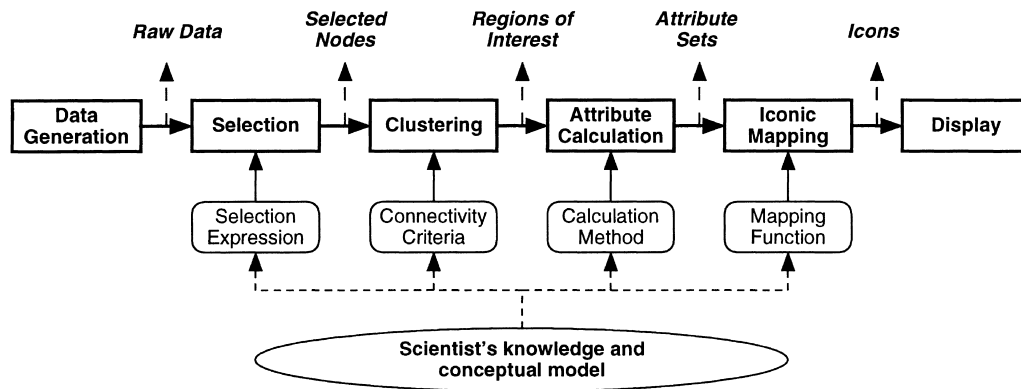 Raw Data
Selected
Nodes
Regions of
Interest
Attribute
Sets
Icons
Data
Generation
Selection
Clustering
Attribute
Calculation
Iconic
Mapping
Display
Selection
Expression
Connectivity
Criteria
Calculation
Method
Mapping
Function
Scientist's knowledge and
conceptual model